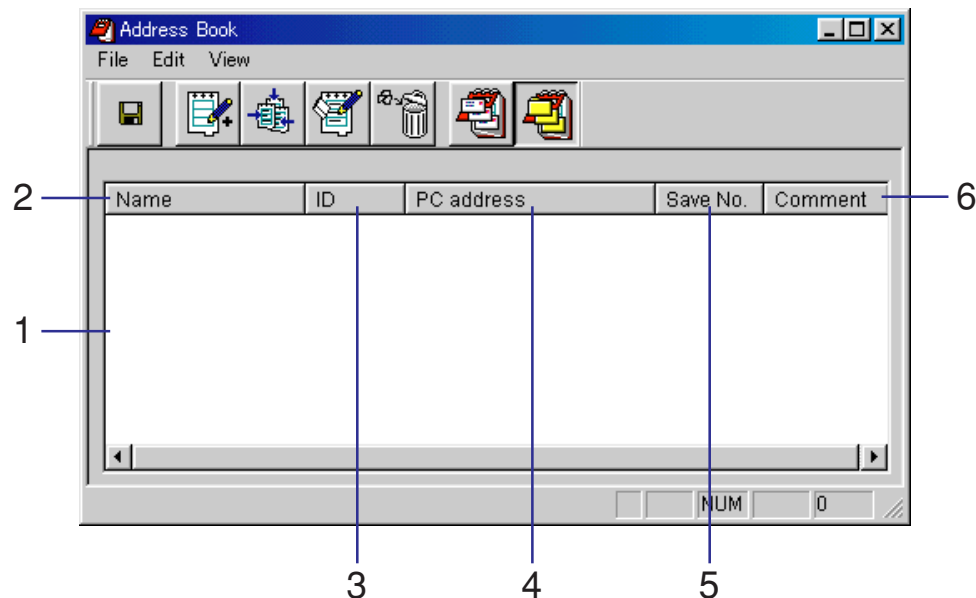 Address Book
File Edit View
2 Name ID PC address Save No. Comment 6
1
NUM 0
3 4 5